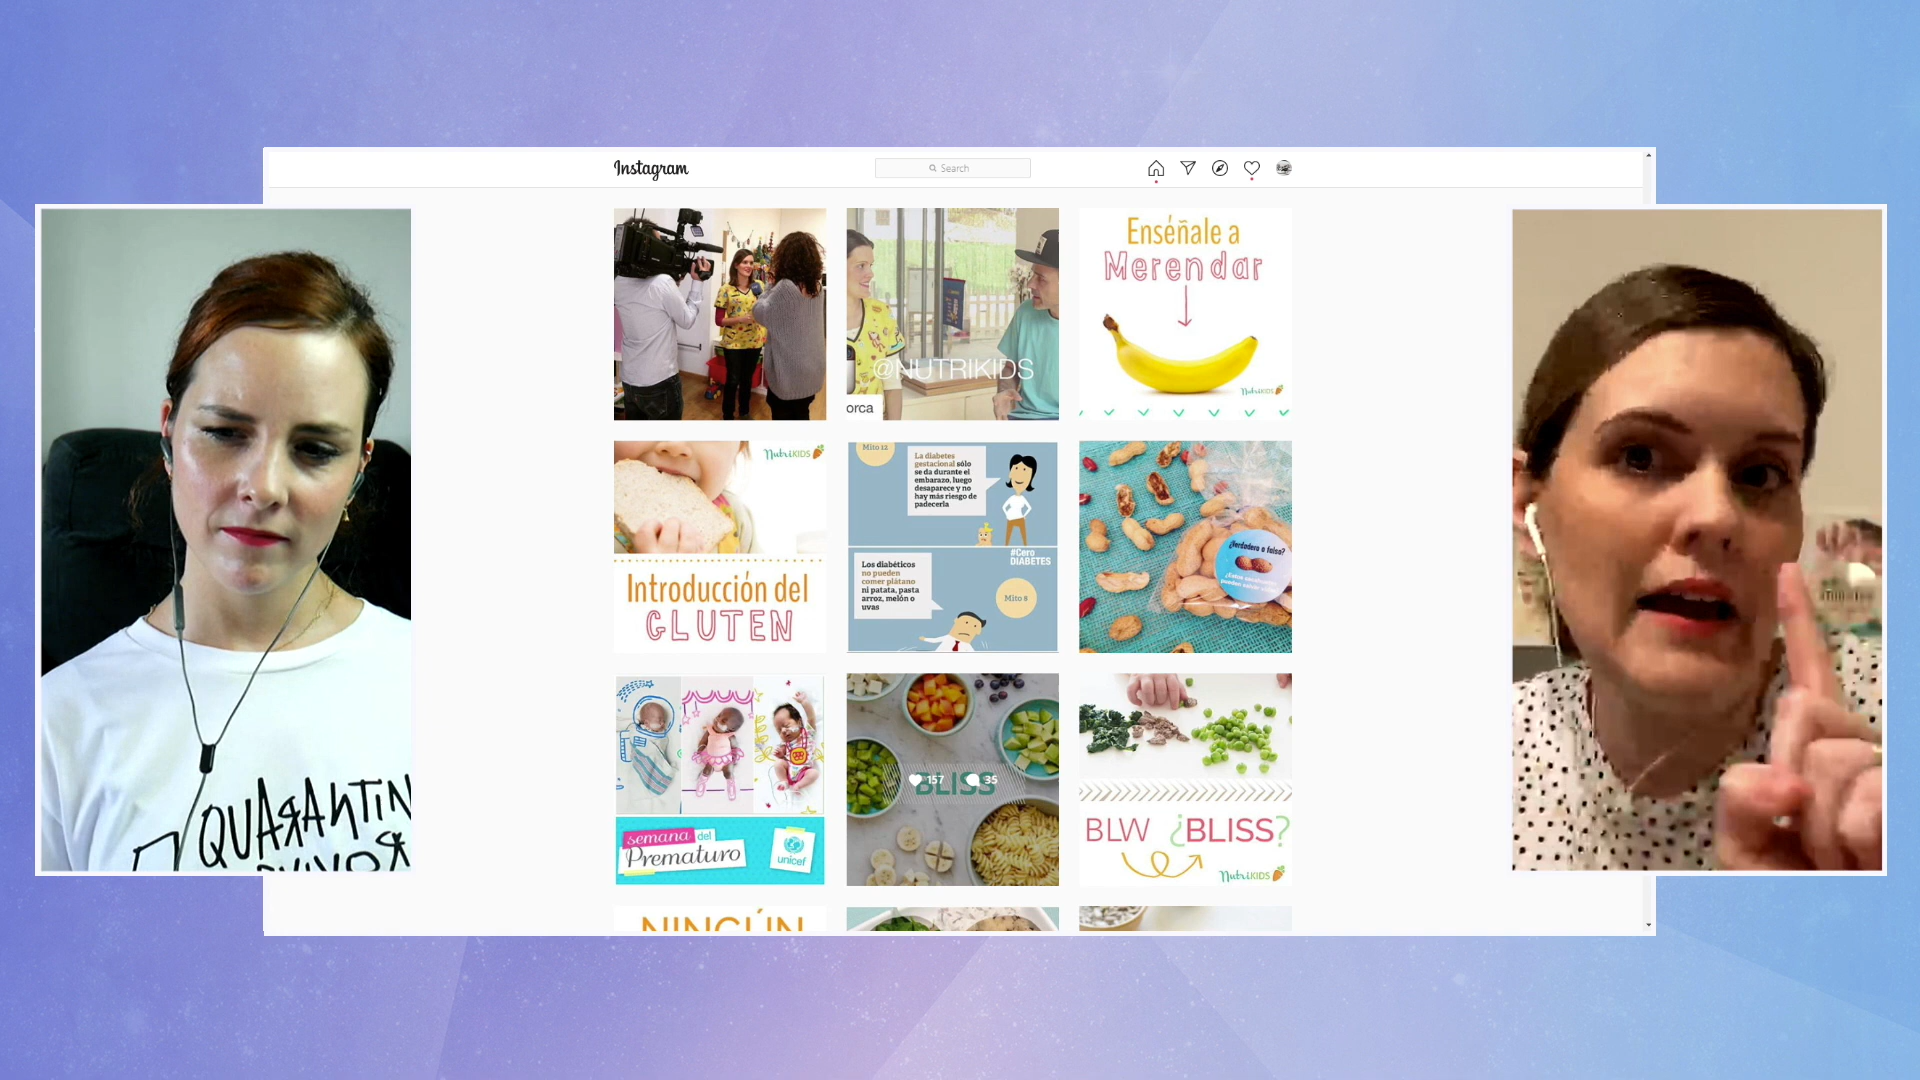 Instagram
Search
@NUTRIKIDS
orca
Enséñale a
Merendar
NutriKIDS
NutriKIDS
Introducción del
GLUTEN
Mito 12
La diabetes
gestacional sólo
se da durante el
embarazo, luego
desaparece y no
hay más riesgo de
padecerla
#Cero
DIABETES
Los diabéticos
no pueden
comer plátano
ni patata, pasta
arroz, melón o
uvas
Mito 8
¿Verdadero o falso?
semana del
Prematuro
unicef
BLISS
157
35
BLW ¿BLISS?
NutriKIDS
NINGÚN
QUARANTIN